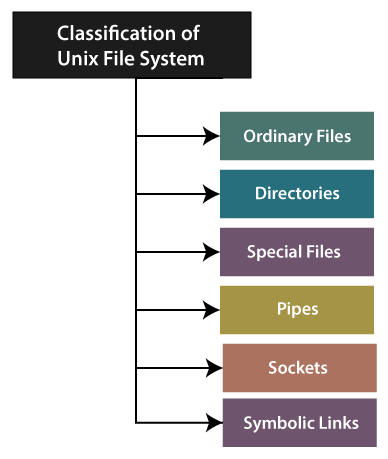 Classification of
Unix File System
Ordinary Files
Directories
Special Files
Pipes
Sockets
Symbolic Links